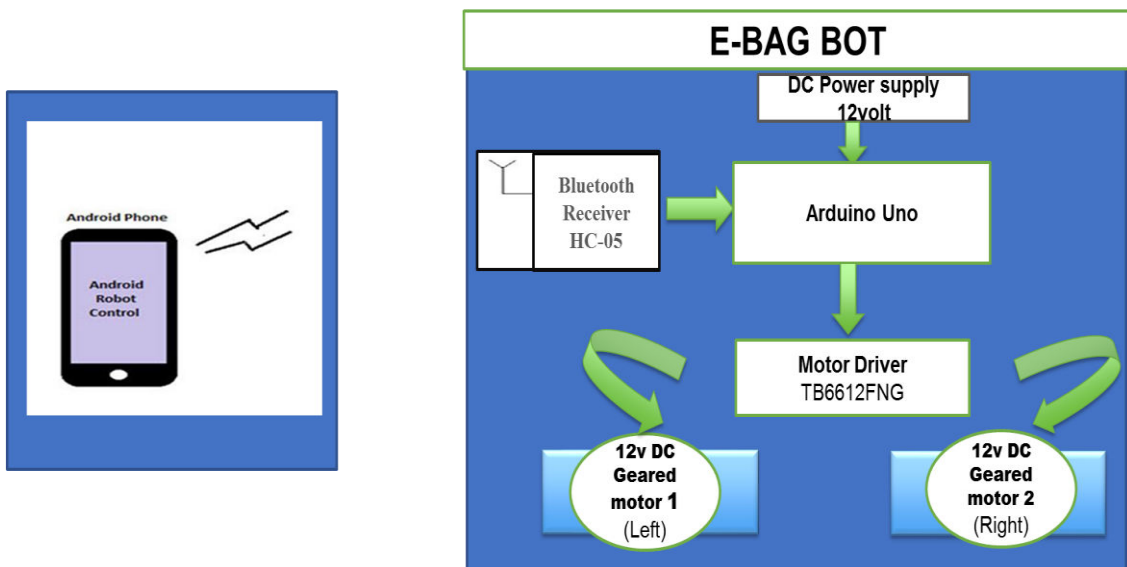 E-BAG BOT
DC Power supply
12volt
Bluetooth
Receiver
HC-05
Arduino Uno
Android Phone
Android
Robot
Control
Motor Driver
TB6612FNG
12v DC
Geared
motor 1
(Left)
12v DC
Geared
motor 2
(Right)